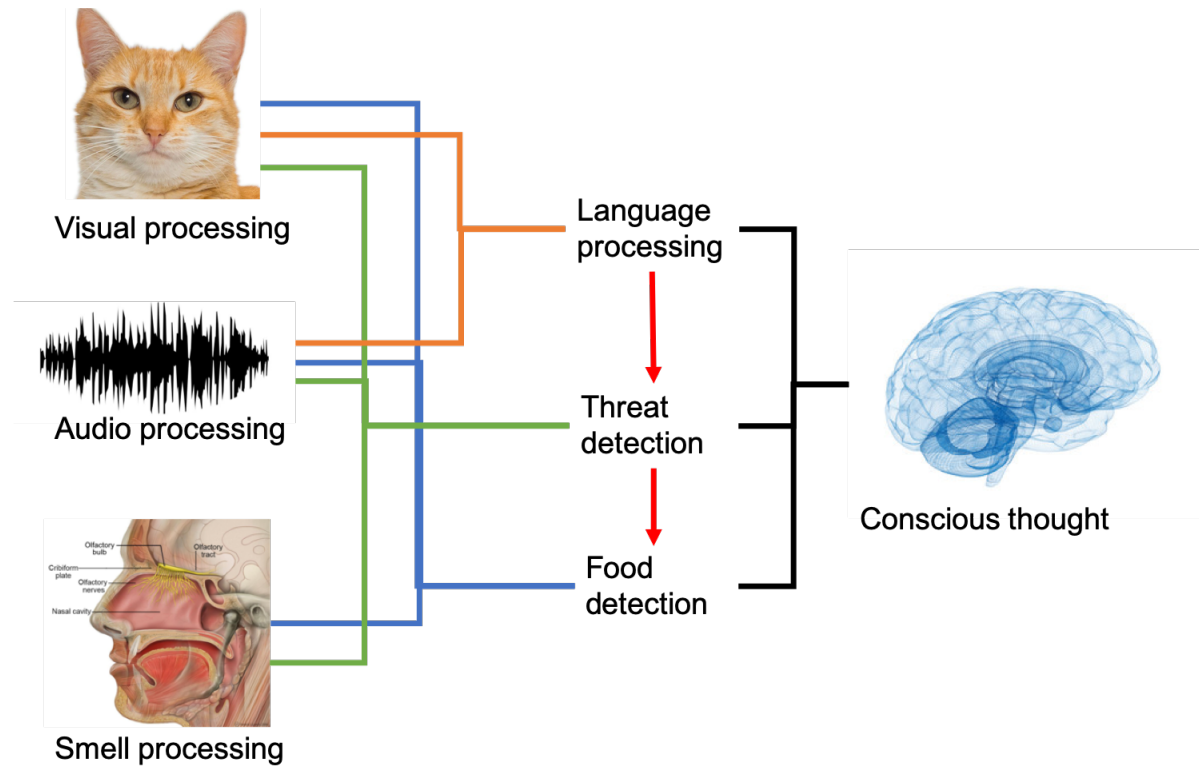 Visual processing
Audio processing
Olfactory
bulb
Olfactory
tract
Cribiform
plate
Olfactory
nerves
Nasal cavity
Smell processing
Language
processing
Threat
detection
Food
detection
Conscious thought